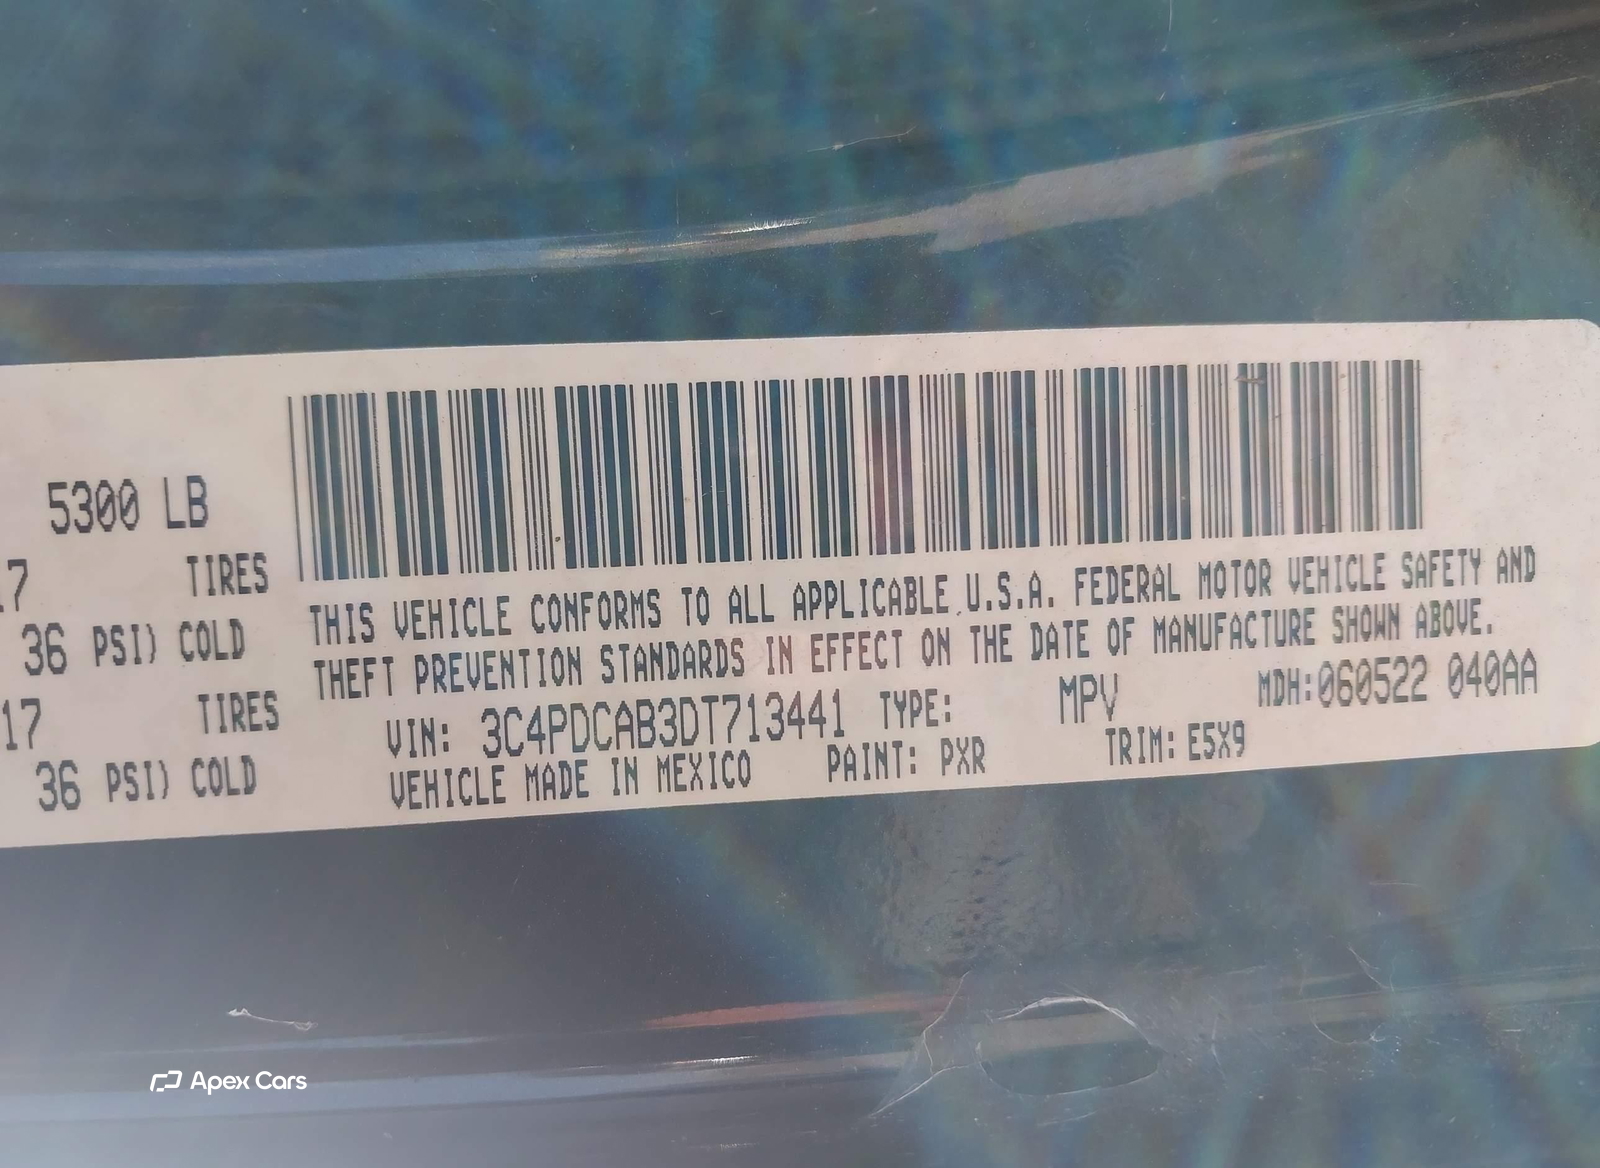 5300 LB
17 TIRES
36 PSI) COLD
17 TIRES
36 PSI) COLD
THIS VEHICLE CONFORMS TO ALL APPLICABLE U.S.A. FEDERAL MOTOR VEHICLE SAFETY AND
THEFT PREVENTION STANDARDS IN EFFECT ON THE DATE OF MANUFACTURE SHOWN ABOVE.
VIN: 3C4PDCAB3DT713441 TYPE: MPV MDH:060522 040AA
VEHICLE MADE IN MEXICO PAINT: PXR TRIM: E5X9
Apex Cars